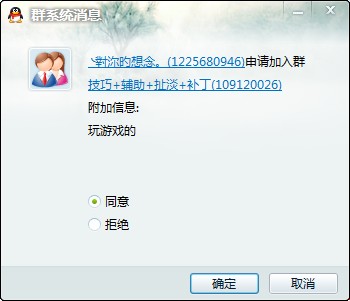 群系统消息
丶對沵旳想念。(1225680946)申请加入群
技巧+辅助+扯淡+补丁(109120026)
附加信息:
玩游戏的
同意
拒绝
确定
取消